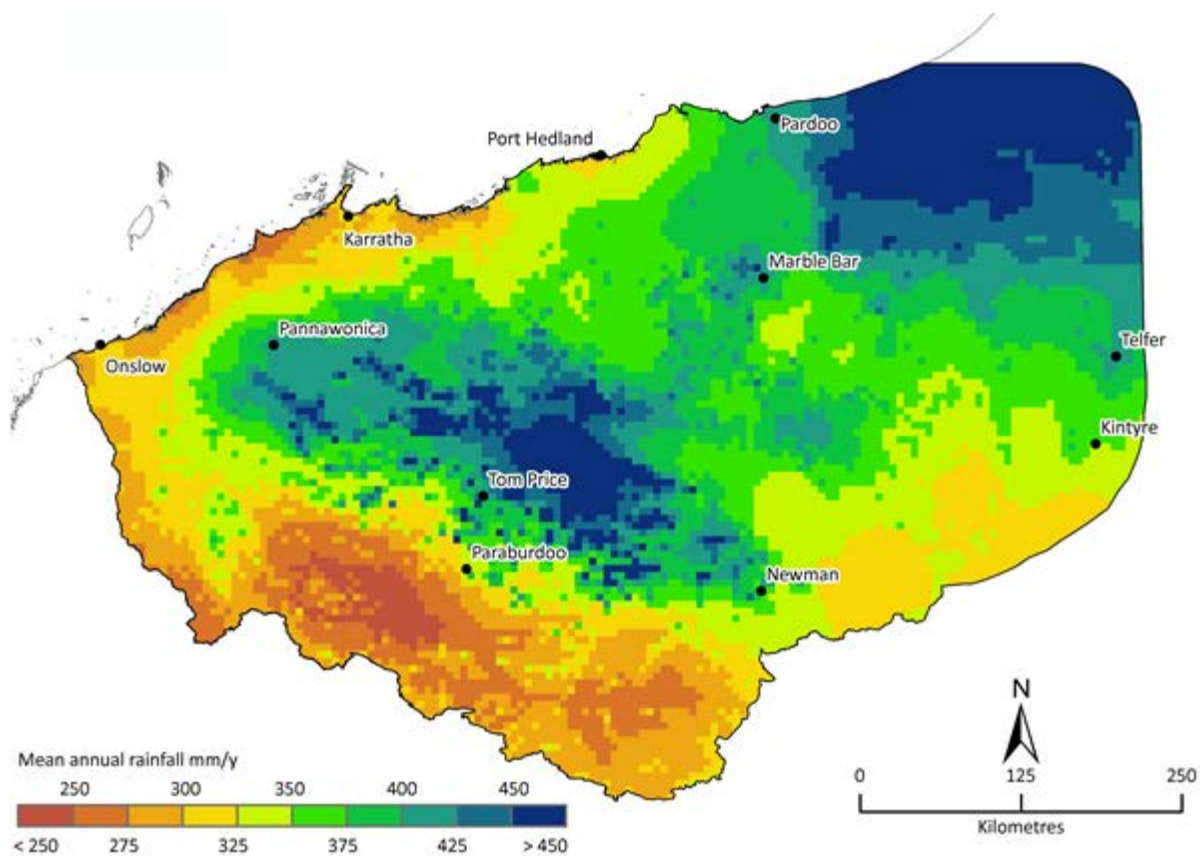 Pardoo
Port Hedland
Karratha
Marble Bar
Pannawonica
Telfer
Onslow
Kintyre
Tom Price
Paraburdoo
Newman
N
Mean annual rainfall mm/y
250 300 350 400 450
< 250 275 325 375 425 > 450
0 125 250
Kilometres